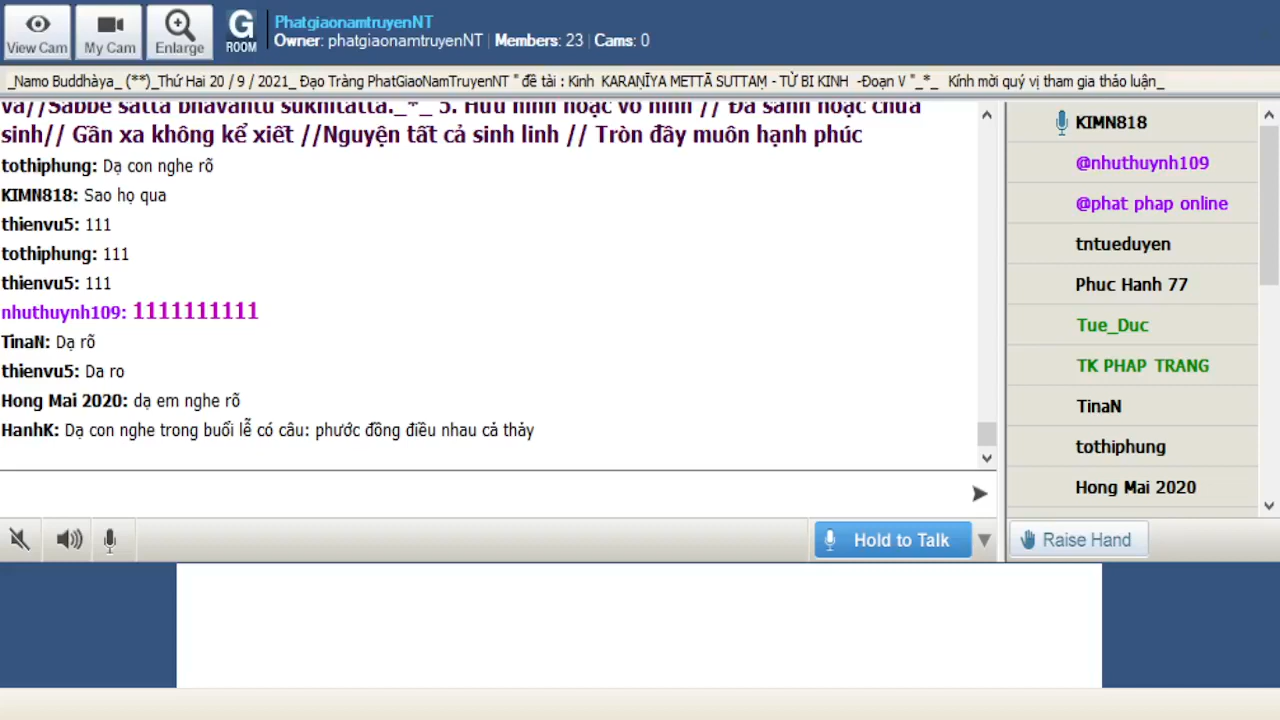 View Cam
My Cam
Enlarge
G
ROOM
PhatgiaonamtruyenNT
Owner: phatgiaonamtruyenNT | Members: 23 | Cams: 0
_Namo Buddhàya_ (**)_Thứ Hai 20 / 9 / 2021_ Đạo Tràng PhatGiaoNamTruyenNT " đề tài : Kinh KARAṆĪYA METTĀ SUTTAṂ - TỪ BI KINH -Đoạn V "_*_ Kính mời quý vị tham gia thảo luận_
va//Sabbe sattā bhavantu sukhitattā._*_ 5. Hữu hình hoặc vô hình // Đã sanh hoặc chưa
sinh// Gần xa không kể xiết //Nguyện tất cả sinh linh // Tròn đầy muôn hạnh phúc
tothiphung: Dạ con nghe rõ
KIMN818: Sao họ qua
thienvu5: 111
tothiphung: 111
thienvu5: 111
nhuthuynh109: 1111111111
TinaN: Dạ rõ
thienvu5: Da ro
Hong Mai 2020: dạ em nghe rõ
HanhK: Dạ con nghe trong buổi lễ có câu: phước đồng điều nhau cả thảy
Hold to Talk
KIMN818
@nhuthuynh109
@phat phap online
tntueduyen
Phuc Hanh 77
Tue_Duc
TK PHAP TRANG
TinaN
tothiphung
Hong Mai 2020
Raise Hand